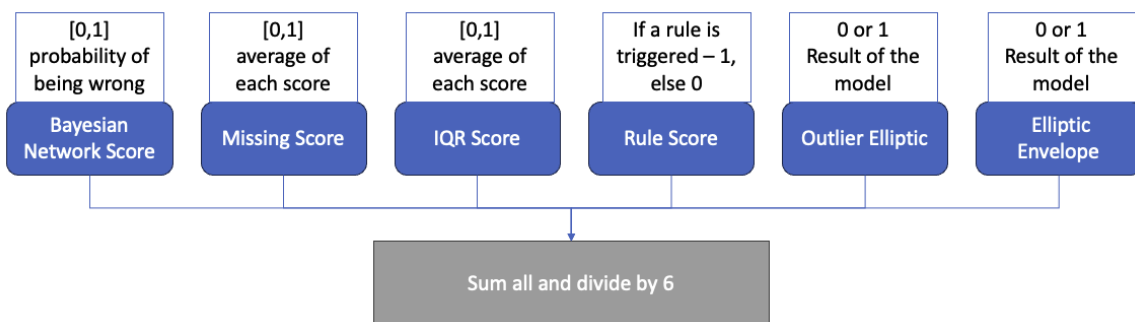 [0,1]
probability of
being wrong
Bayesian
Network Score
[0,1]
average of
each score
Missing Score
[0,1]
average of
each score
IQR Score
If a rule is
triggered – 1,
else 0
Rule Score
0 or 1
Result of the
model
Outlier Elliptic
0 or 1
Result of the
model
Elliptic
Envelope
Sum all and divide by 6